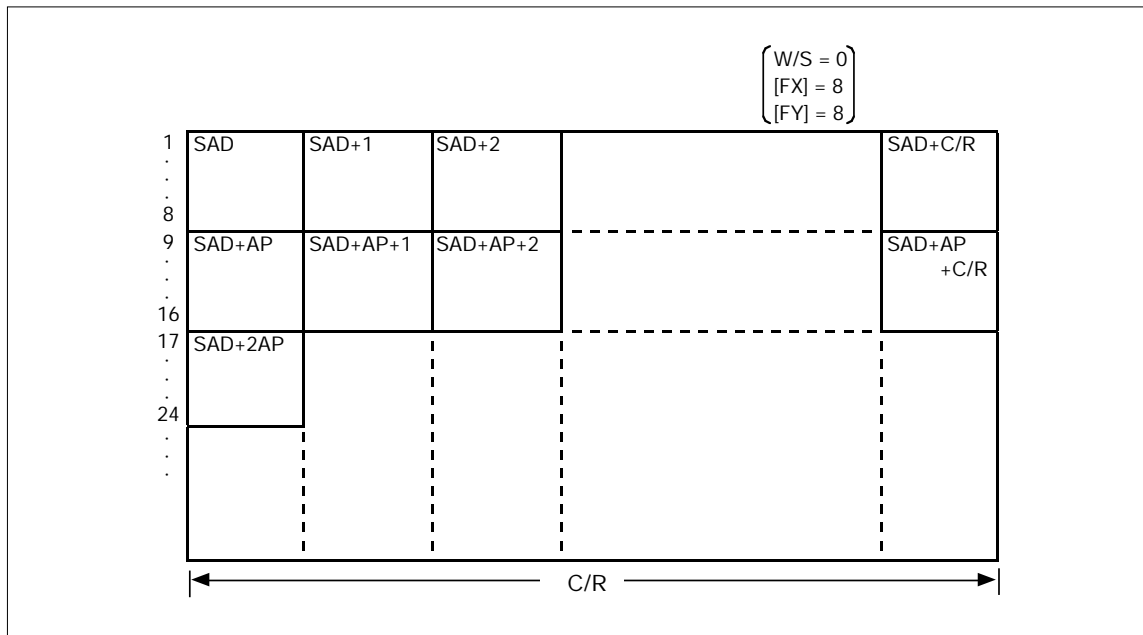 W/S = 0
[FX] = 8
[FY] = 8
1 SAD SAD+1 SAD+2 SAD+C/R
.
.
.
8
9 SAD+AP SAD+AP+1 SAD+AP+2 SAD+AP
+C/R
.
.
.
16
17 SAD+2AP
.
.
.
24
.
.
.
C/R